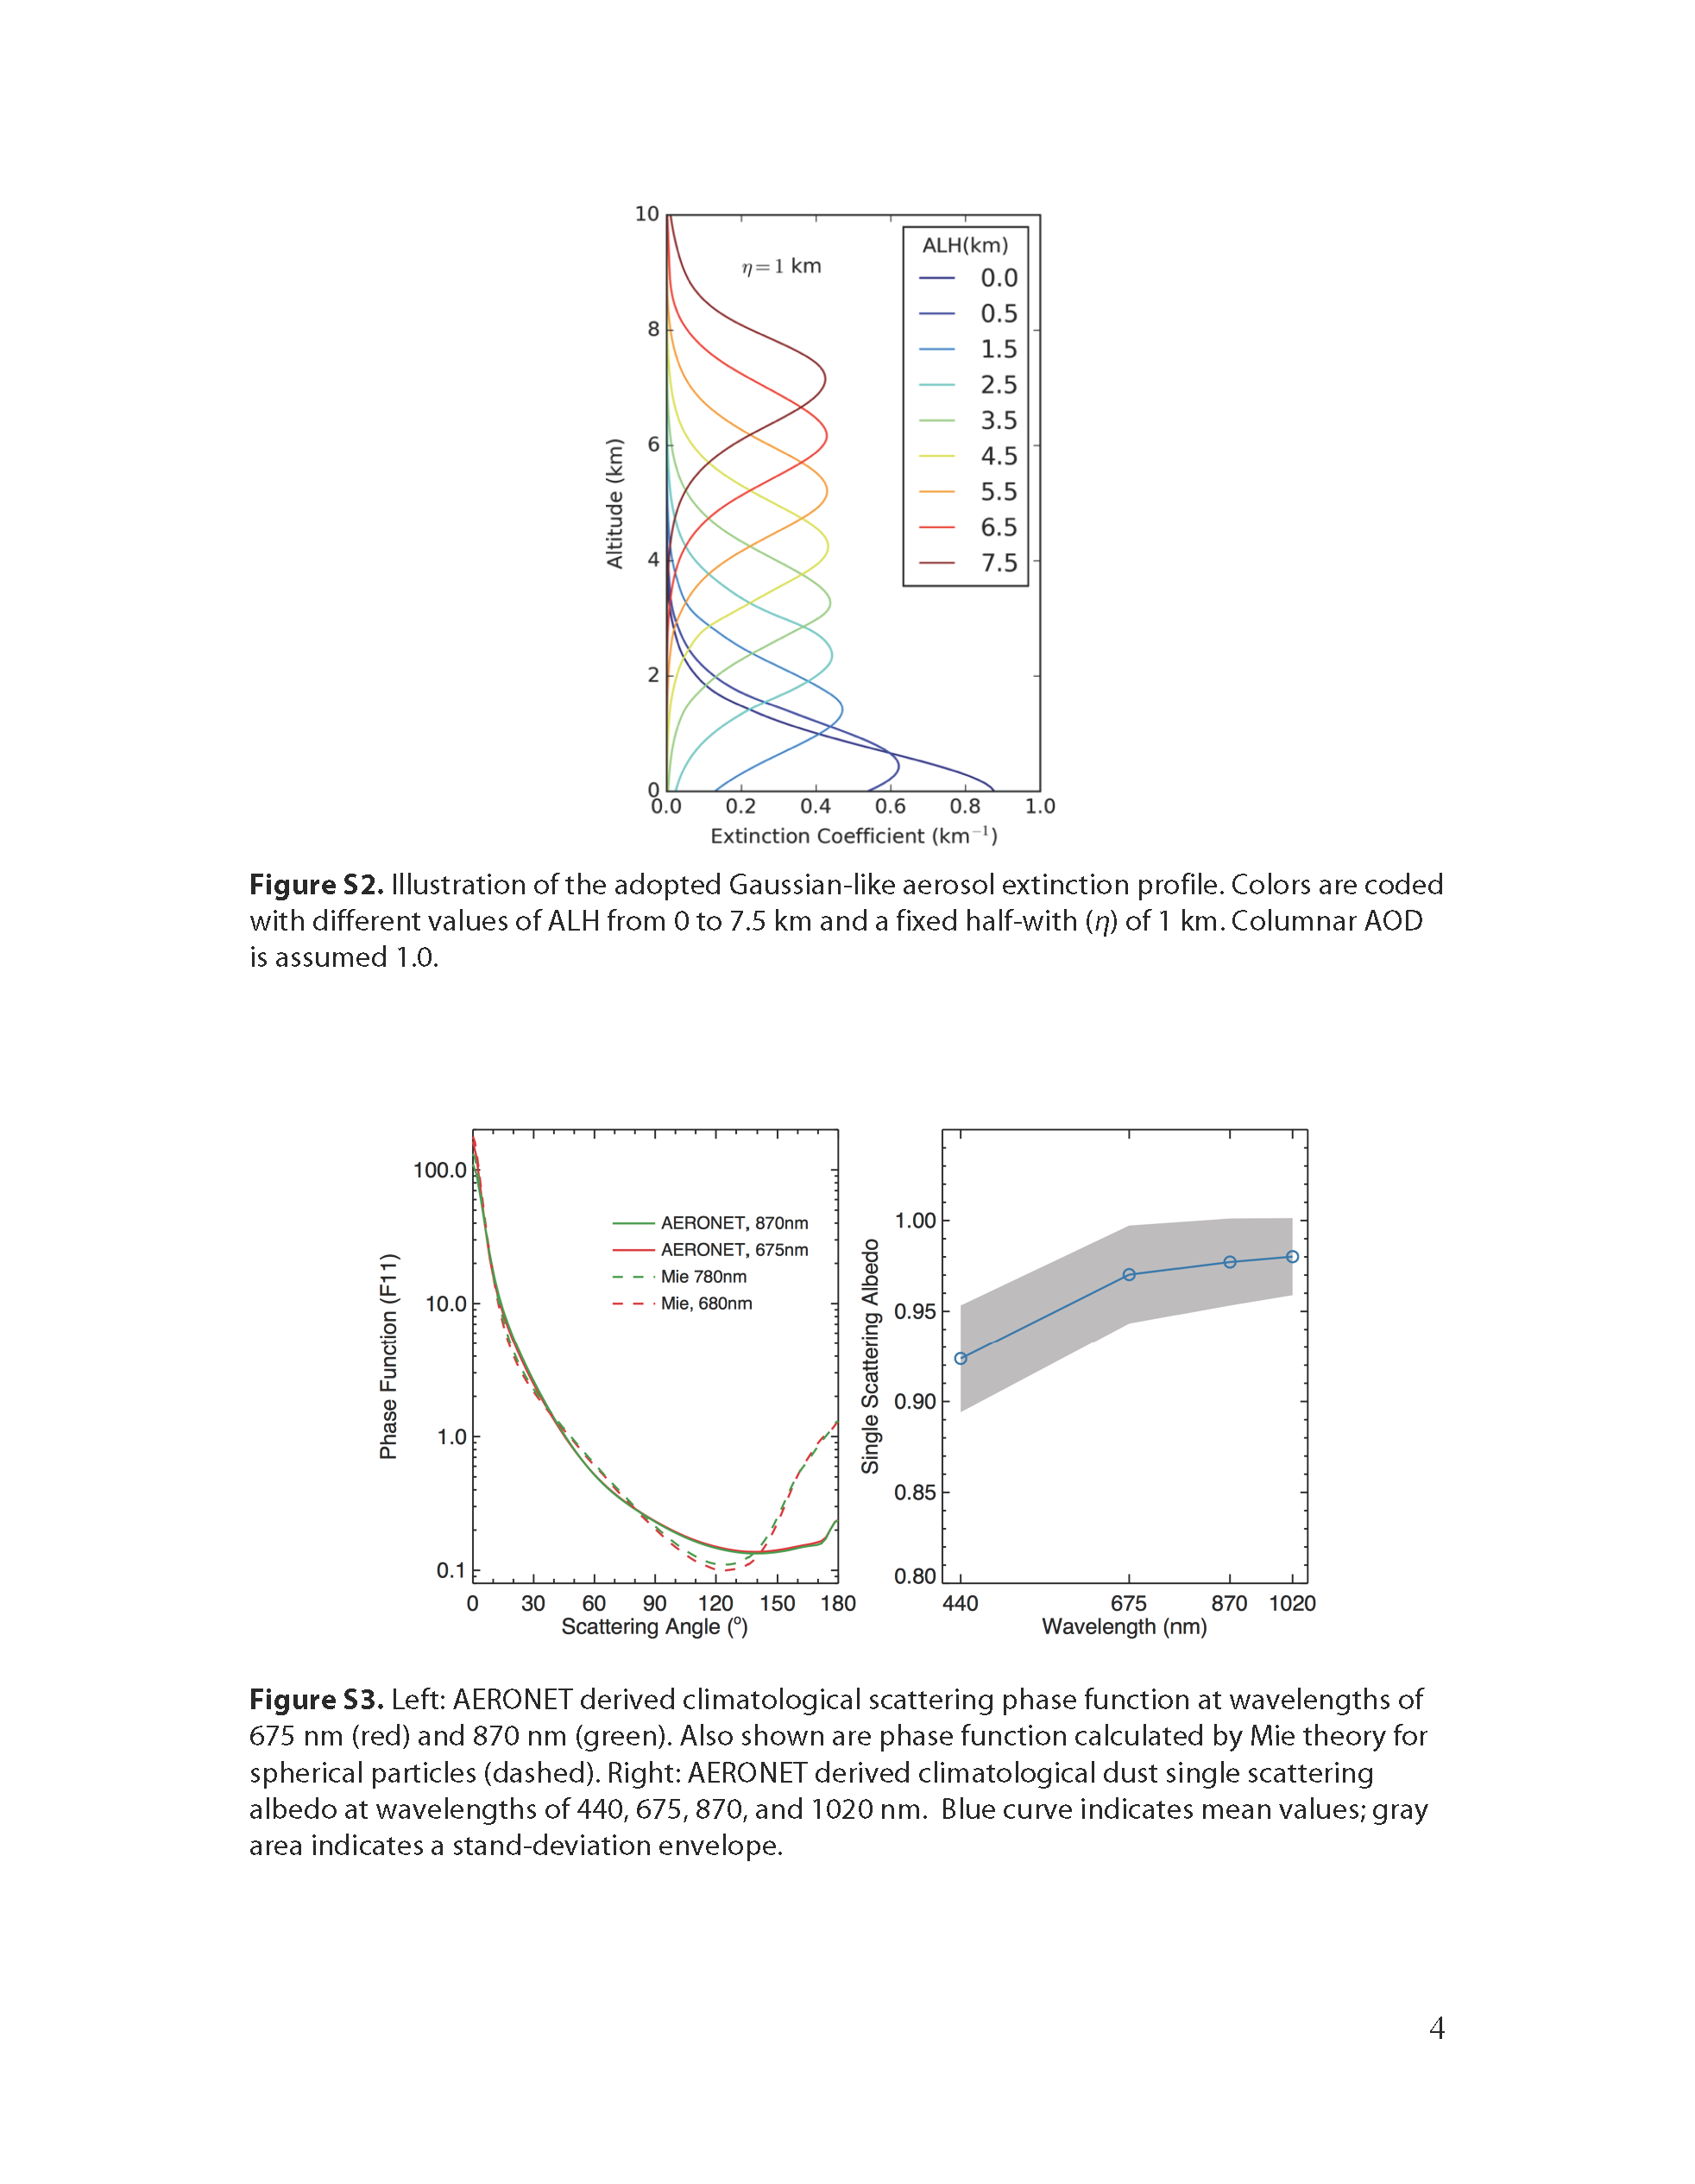 10
8
6
4
2
0
Altitude (km)
η=1 km
ALH(km)
0.0
0.5
1.5
2.5
3.5
4.5
5.5
6.5
7.5
0.0 0.2 0.4 0.6 0.8 1.0
Extinction Coefficient (km⁻¹)
Figure S2. Illustration of the adopted Gaussian-like aerosol extinction profile. Colors are coded
with different values of ALH from 0 to 7.5 km and a fixed half-with (η) of 1 km. Columnar AOD
is assumed 1.0.
100.0
10.0
1.0
0.1
Phase Function (F11)
AERONET, 870nm
AERONET, 675nm
Mie 780nm
Mie, 680nm
0 30 60 90 120 150 180
Scattering Angle (°)
1.00
0.95
0.90
0.85
0.80
Single Scattering Albedo
440 675 870 1020
Wavelength (nm)
Figure S3. Left: AERONET derived climatological scattering phase function at wavelengths of
675 nm (red) and 870 nm (green). Also shown are phase function calculated by Mie theory for
spherical particles (dashed). Right: AERONET derived climatological dust single scattering
albedo at wavelengths of 440, 675, 870, and 1020 nm. Blue curve indicates mean values; gray
area indicates a stand-deviation envelope.
4